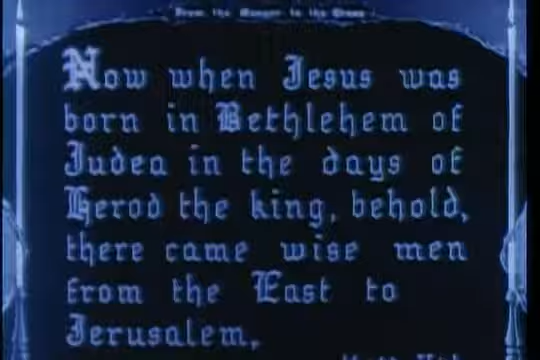 From the Manger to the Cross
Now when Jesus was
born in Bethlehem of
Judea in the days of
Herod the king, behold,
there came wise men
from the East to
Jerusalem,